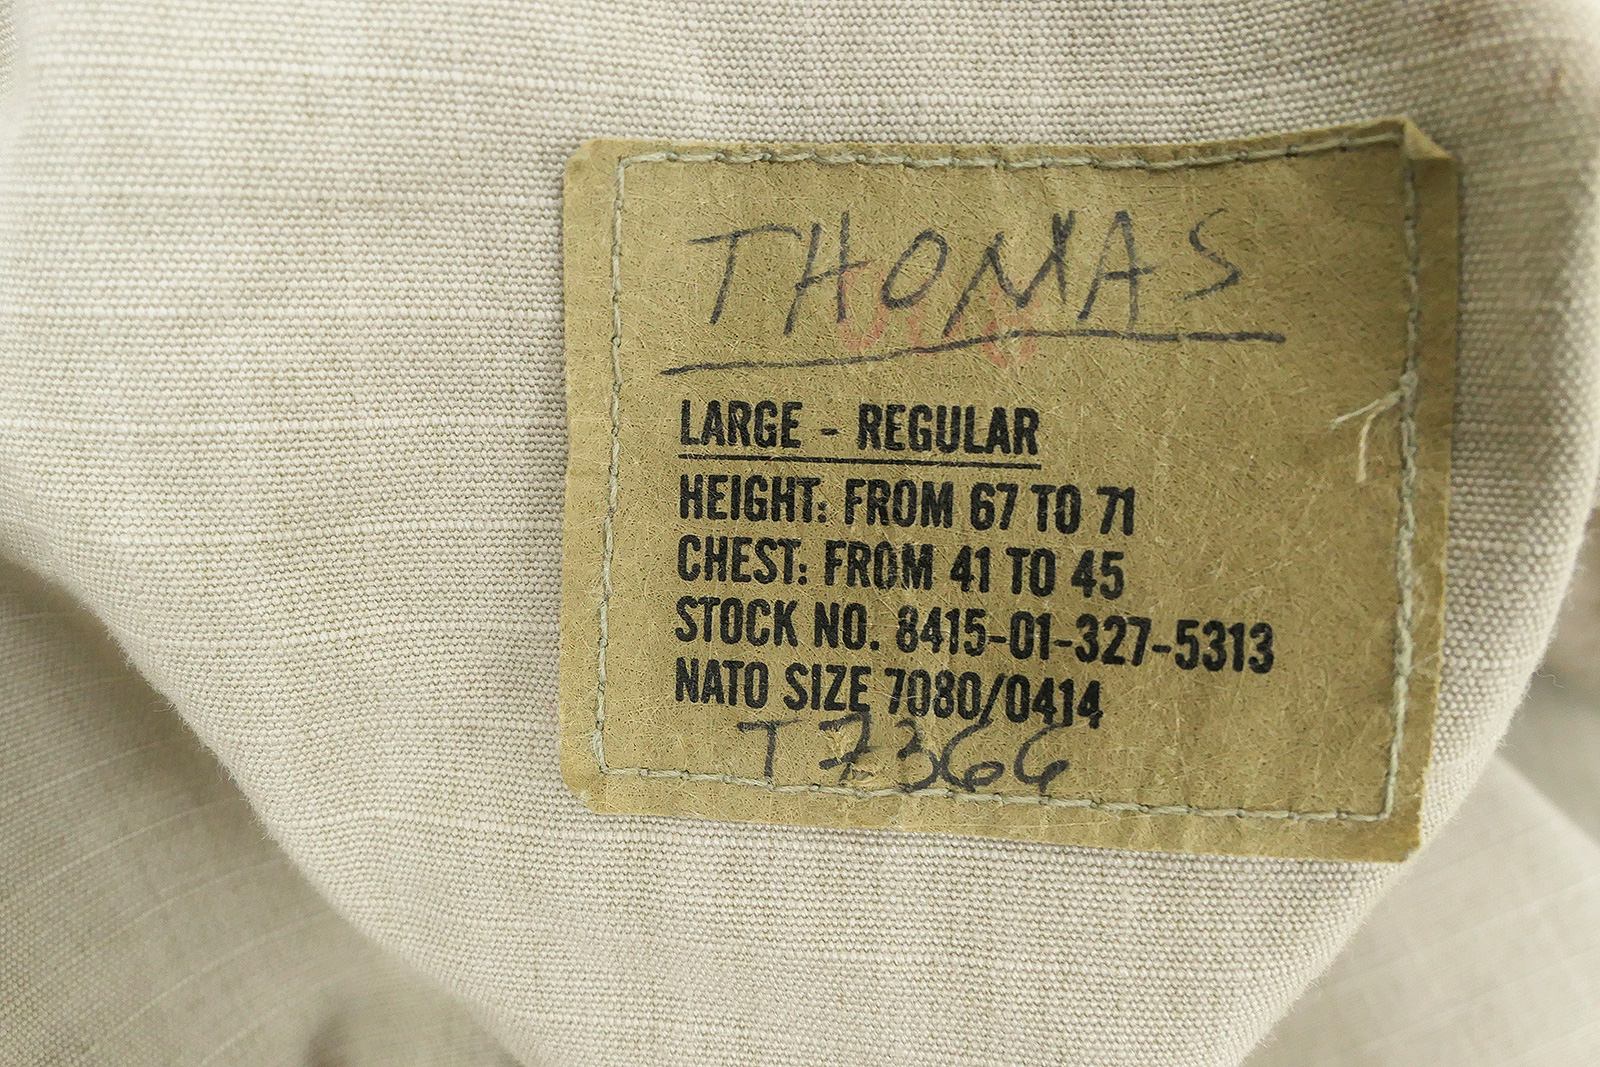 THOMAS
LARGE - REGULAR
HEIGHT: FROM 67 TO 71
CHEST: FROM 41 TO 45
STOCK NO. 8415-01-327-5313
NATO SIZE 7080/0414
T7366